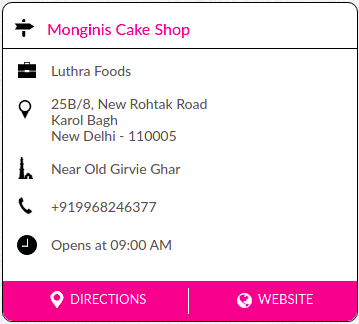 Monginis Cake Shop
Luthra Foods
25B/8, New Rohtak Road
Karol Bagh
New Delhi - 110005
Near Old Girvie Ghar
+919968246377
Opens at 09:00 AM
DIRECTIONS
WEBSITE